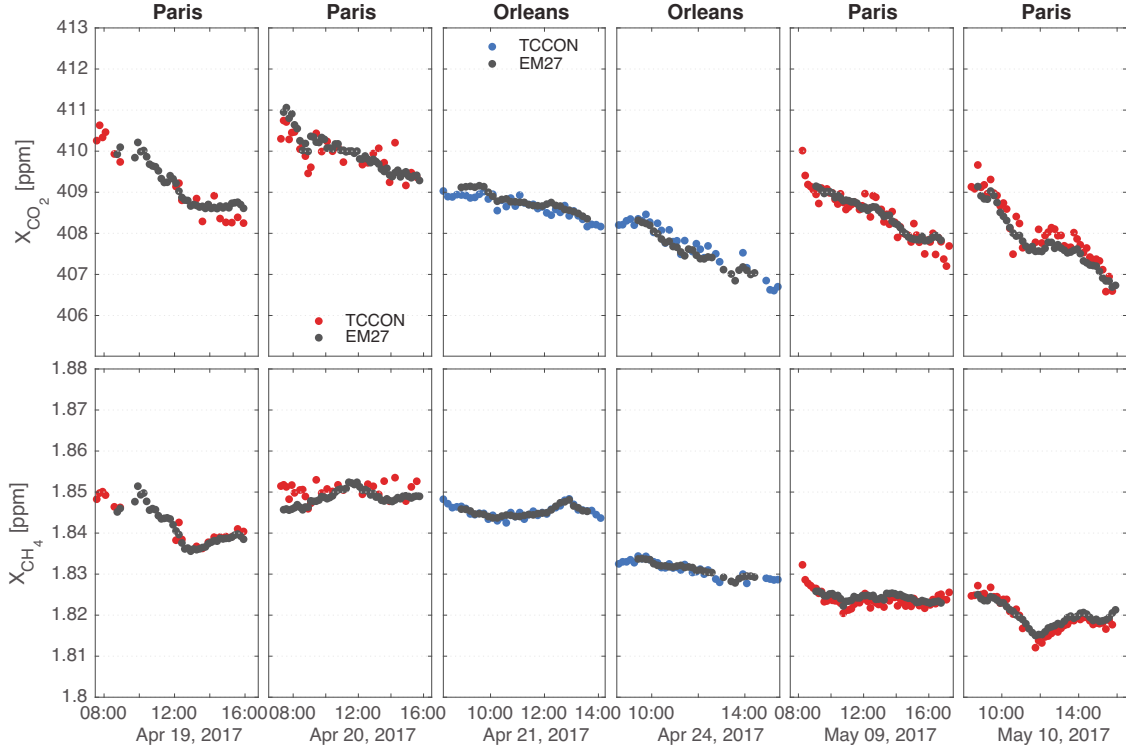 Paris Paris Orleans Orleans Paris Paris
413
412
411
410
409
408
407
406
X_CO2 [ppm]
TCCON
EM27
TCCON
EM27
1.88
1.87
1.86
1.85
1.84
1.83
1.82
1.81
1.8
X_CH4 [ppm]
08:00 12:00 16:00 08:00 12:00 16:00 10:00 12:00 14:00 10:00 14:00 08:00 12:00 16:00 10:00 14:00
Apr 19, 2017 Apr 20, 2017 Apr 21, 2017 Apr 24, 2017 May 09, 2017 May 10, 2017